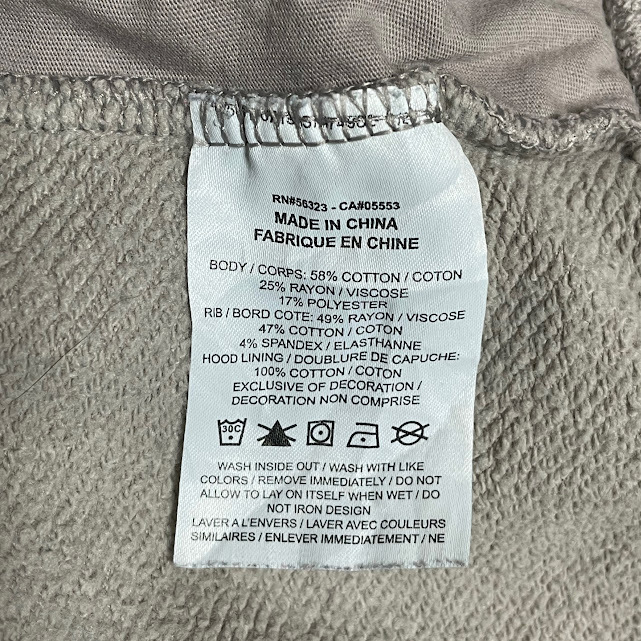 RN#56323 - CA#05553
MADE IN CHINA
FABRIQUE EN CHINE
BODY / CORPS: 58% COTTON / COTON
25% RAYON / VISCOSE
17% POLYESTER
RIB / BORD COTE: 49% RAYON / VISCOSE
47% COTTON / COTON
4% SPANDEX / ELASTHANNE
HOOD LINING / DOUBLURE DE CAPUCHE:
100% COTTON / COTON
EXCLUSIVE OF DECORATION /
DECORATION NON COMPRISE
30C
WASH INSIDE OUT / WASH WITH LIKE
COLORS / REMOVE IMMEDIATELY / DO NOT
ALLOW TO LAY ON ITSELF WHEN WET / DO
NOT IRON DESIGN
LAVER A L'ENVERS / LAVER AVEC COULEURS
SIMILAIRES / ENLEVER IMMEDIATEMENT / NE